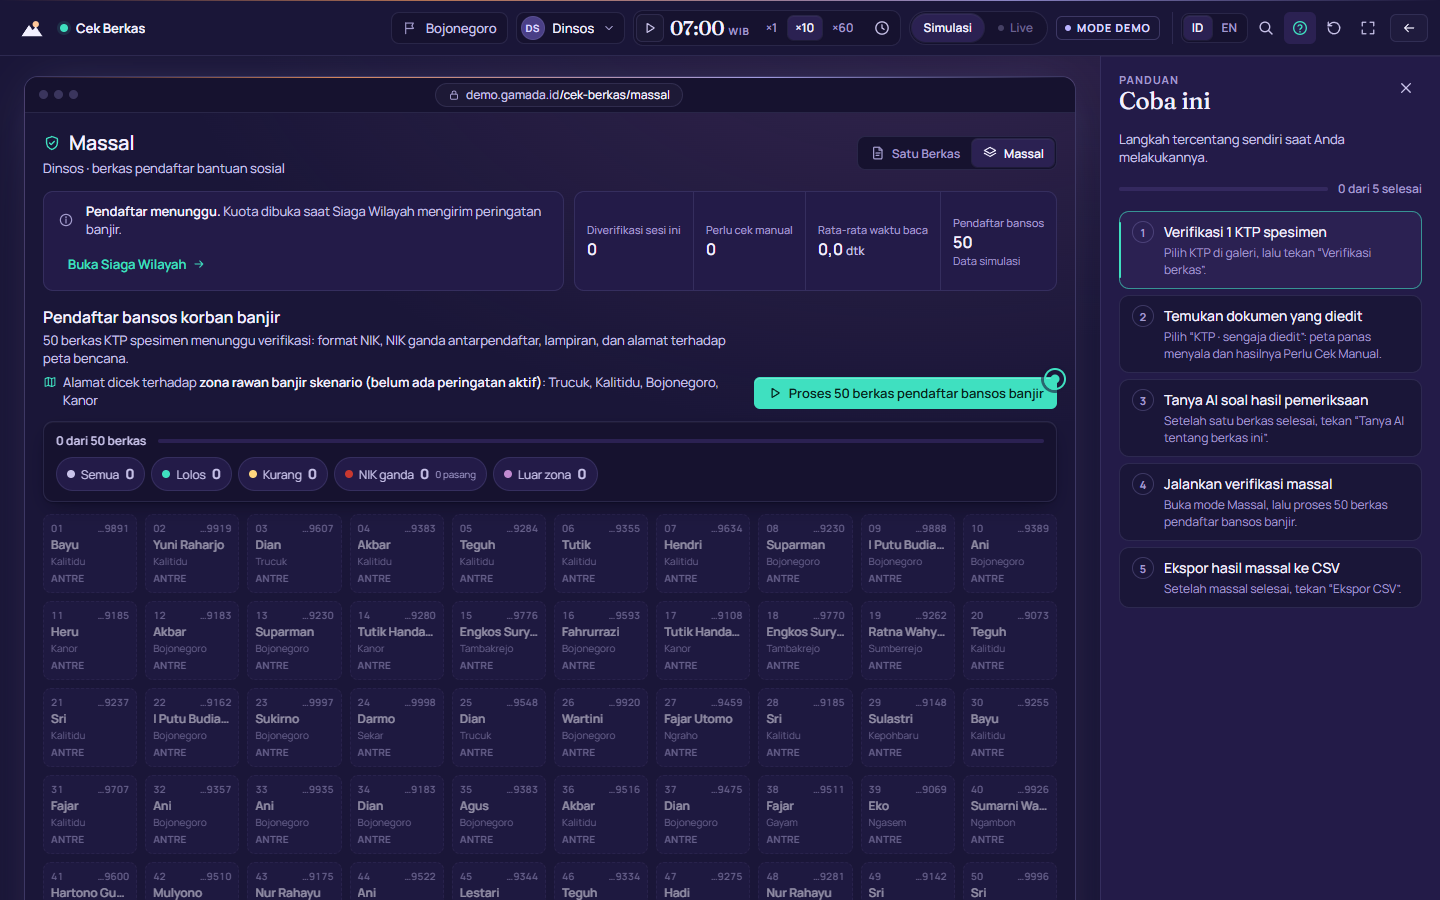 Cek Berkas
Bojonegoro
DS Dinsos
07:00 WIB
×1 ×10 ×60
Simulasi
Live
MODE DEMO
ID EN
demo.gamada.id/cek-berkas/massal
Massal
Dinsos · berkas pendaftar bantuan sosial
Satu Berkas
Massal
Pendaftar menunggu. Kuota dibuka saat Siaga Wilayah mengirim peringatan
banjir.
Buka Siaga Wilayah →
Diverifikasi sesi ini
0
Perlu cek manual
0
Rata-rata waktu baca
0,0 dtk
Pendaftar bansos
50
Data simulasi
Pendaftar bansos korban banjir
50 berkas KTP spesimen menunggu verifikasi: format NIK, NIK ganda antarpendaftar, lampiran, dan alamat terhadap
peta bencana.
Alamat dicek terhadap zona rawan banjir skenario (belum ada peringatan aktif): Trucuk, Kalitidu, Bojonegoro,
Kanor
Proses 50 berkas pendaftar bansos banjir
0 dari 50 berkas
Semua 0
Lolos 0
Kurang 0
NIK ganda 0 0 pasang
Luar zona 0
01 …9891 02 …9919 03 …9607 04 …9383 05 …9284 06 …9355 07 …9634 08 …9230 09 …9888 10 …9389
Bayu Yuni Raharjo Dian Akbar Teguh Tutik Hendri Suparman I Putu Budia… Ani
Kalitidu Kalitidu Trucuk Kalitidu Kalitidu Kalitidu Kalitidu Bojonegoro Bojonegoro Bojonegoro
ANTRE ANTRE ANTRE ANTRE ANTRE ANTRE ANTRE ANTRE ANTRE ANTRE
11 …9185 12 …9183 13 …9230 14 …9280 15 …9776 16 …9593 17 …9108 18 …9770 19 …9262 20 …9073
Heru Akbar Suparman Tutik Handa… Engkos Sury… Fahrurrazi Tutik Handa… Engkos Sury… Ratna Wahy… Teguh
Kanor Bojonegoro Bojonegoro Kanor Tambakrejo Bojonegoro Kanor Tambakrejo Sumberrejo Kalitidu
ANTRE ANTRE ANTRE ANTRE ANTRE ANTRE ANTRE ANTRE ANTRE ANTRE
21 …9237 22 …9162 23 …9997 24 …9998 25 …9548 26 …9920 27 …9459 28 …9185 29 …9148 30 …9255
Sri I Putu Budia… Sukirno Darmo Dian Wartini Fajar Utomo Sri Sulastri Bayu
Kalitidu Bojonegoro Bojonegoro Sekar Trucuk Bojonegoro Ngraho Kalitidu Kepohbaru Kalitidu
ANTRE ANTRE ANTRE ANTRE ANTRE ANTRE ANTRE ANTRE ANTRE ANTRE
31 …9707 32 …9357 33 …9935 34 …9183 35 …9383 36 …9516 37 …9475 38 …9511 39 …9069 40 …9926
Fajar Ani Ani Dian Agus Akbar Dian Fajar Eko Sumarni Wa…
Kalitidu Bojonegoro Bojonegoro Bojonegoro Bojonegoro Kalitidu Bojonegoro Gayam Ngasem Ngambon
ANTRE ANTRE ANTRE ANTRE ANTRE ANTRE ANTRE ANTRE ANTRE ANTRE
41 …9600 42 …9510 43 …9175 44 …9522 45 …9344 46 …9334 47 …9275 48 …9281 49 …9142 50 …9996
Hartono Gu… Mulyono Nur Rahayu Ani Lestari Teguh Hadi Nur Rahayu Sri Sri
PANDUAN
Coba ini
Langkah tercentang sendiri saat Anda
melakukannya.
0 dari 5 selesai
1 Verifikasi 1 KTP spesimen
Pilih KTP di galeri, lalu tekan "Verifikasi
berkas".
2 Temukan dokumen yang diedit
Pilih "KTP · sengaja diedit": peta panas
menyala dan hasilnya Perlu Cek Manual.
3 Tanya AI soal hasil pemeriksaan
Setelah satu berkas selesai, tekan "Tanya AI
tentang berkas ini".
4 Jalankan verifikasi massal
Buka mode Massal, lalu proses 50 berkas
pendaftar bansos banjir.
5 Ekspor hasil massal ke CSV
Setelah massal selesai, tekan "Ekspor CSV".